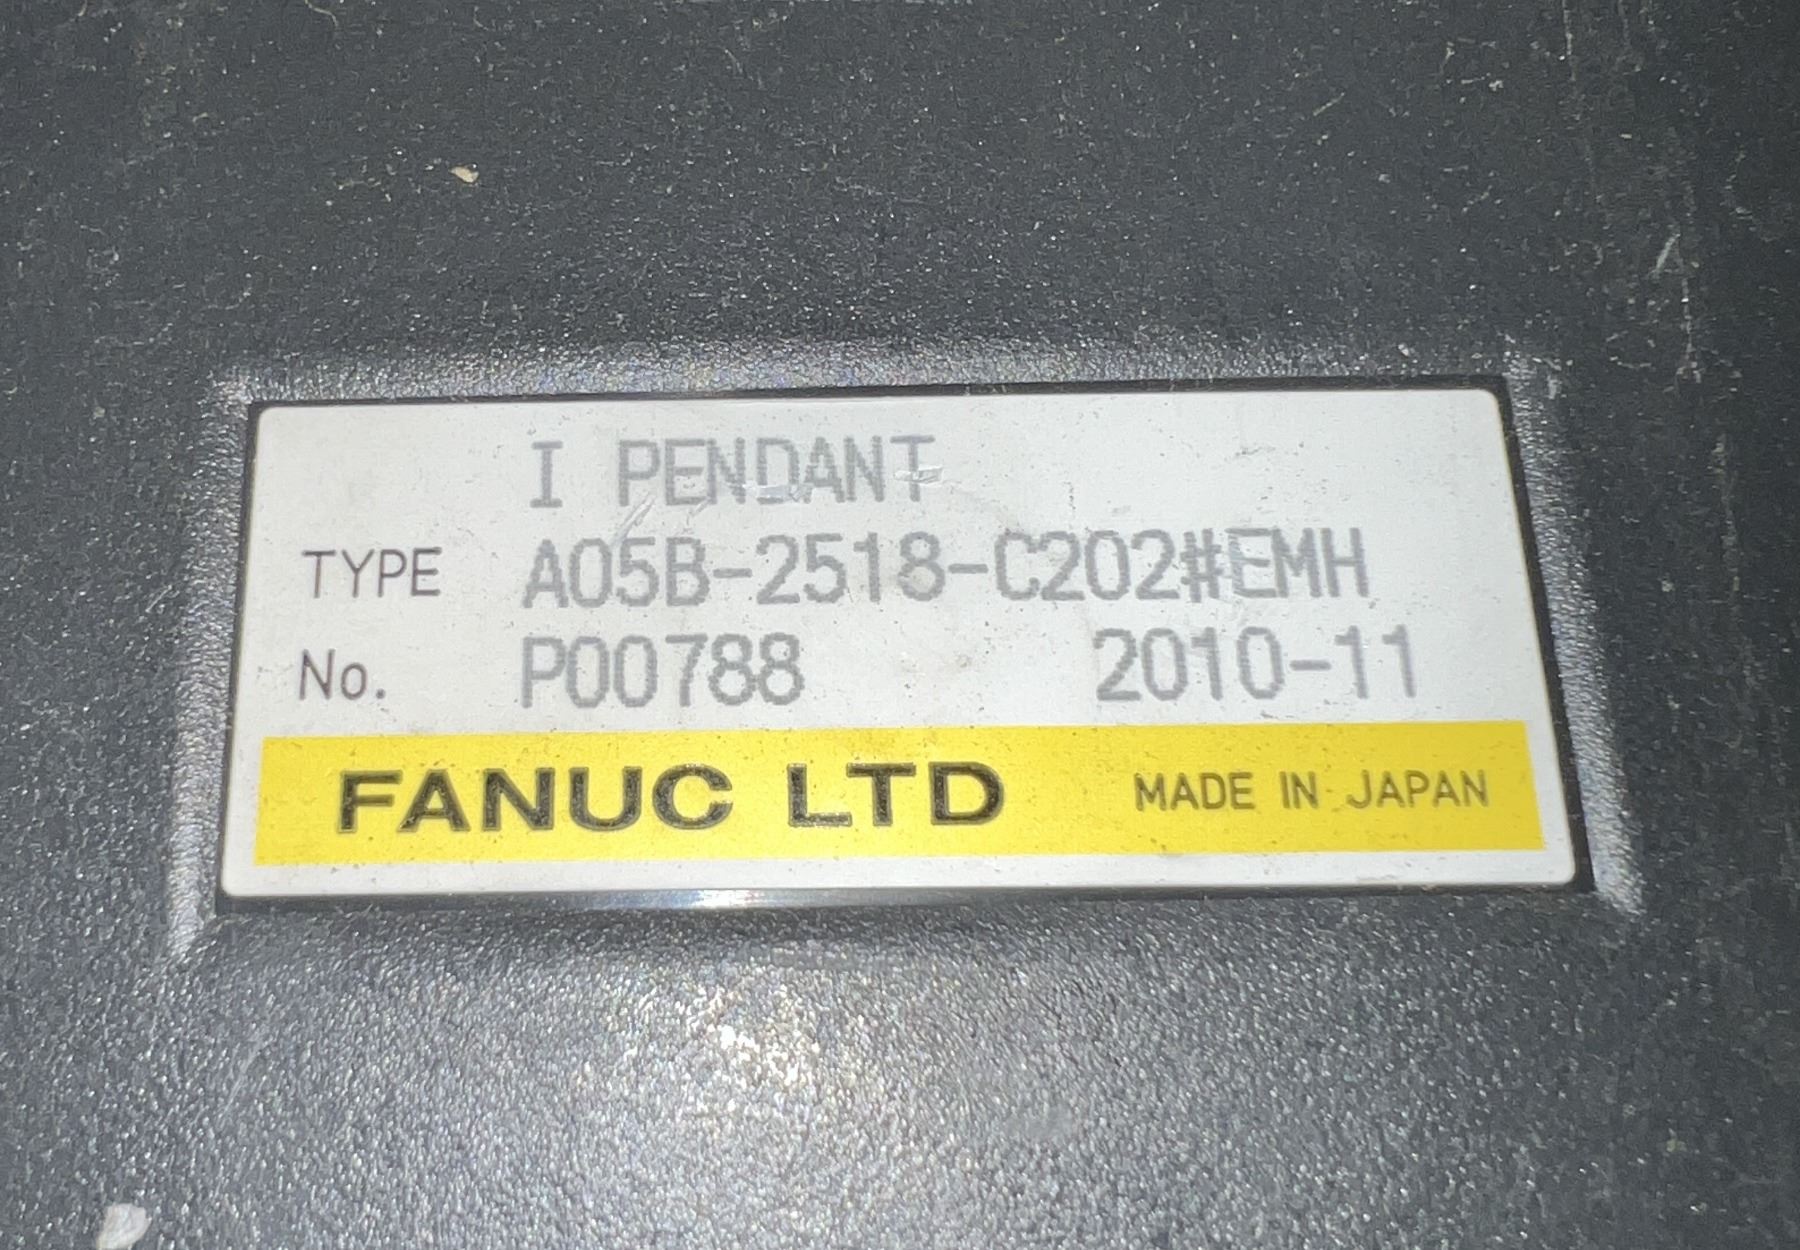 I PENDANT
TYPE A05B-2518-C202#EMH
No. P00788 2010-11
FANUC LTD MADE IN JAPAN